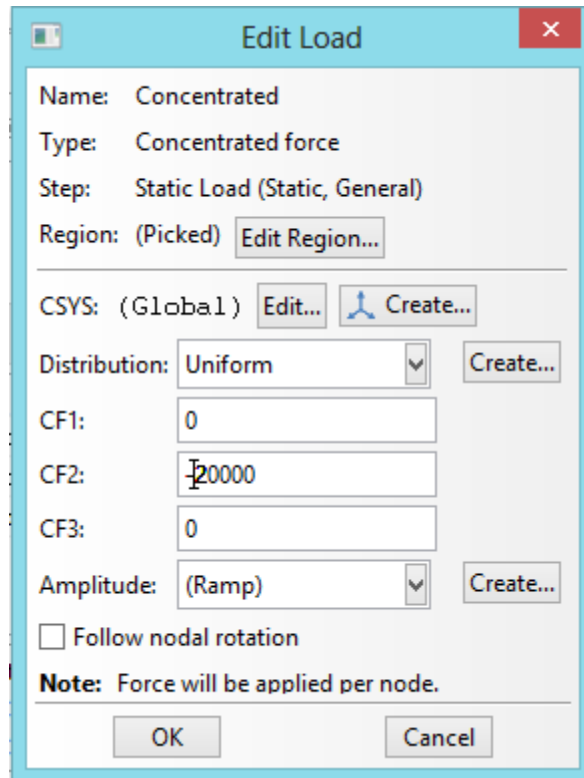 Edit Load
Name: Concentrated
Type: Concentrated force
Step: Static Load (Static, General)
Region: (Picked) Edit Region...
CSYS: (Global) Edit... Create...
Distribution: Uniform Create...
CF1: 0
CF2: -20000
CF3: 0
Amplitude: (Ramp) Create...
Follow nodal rotation
Note: Force will be applied per node.
OK Cancel